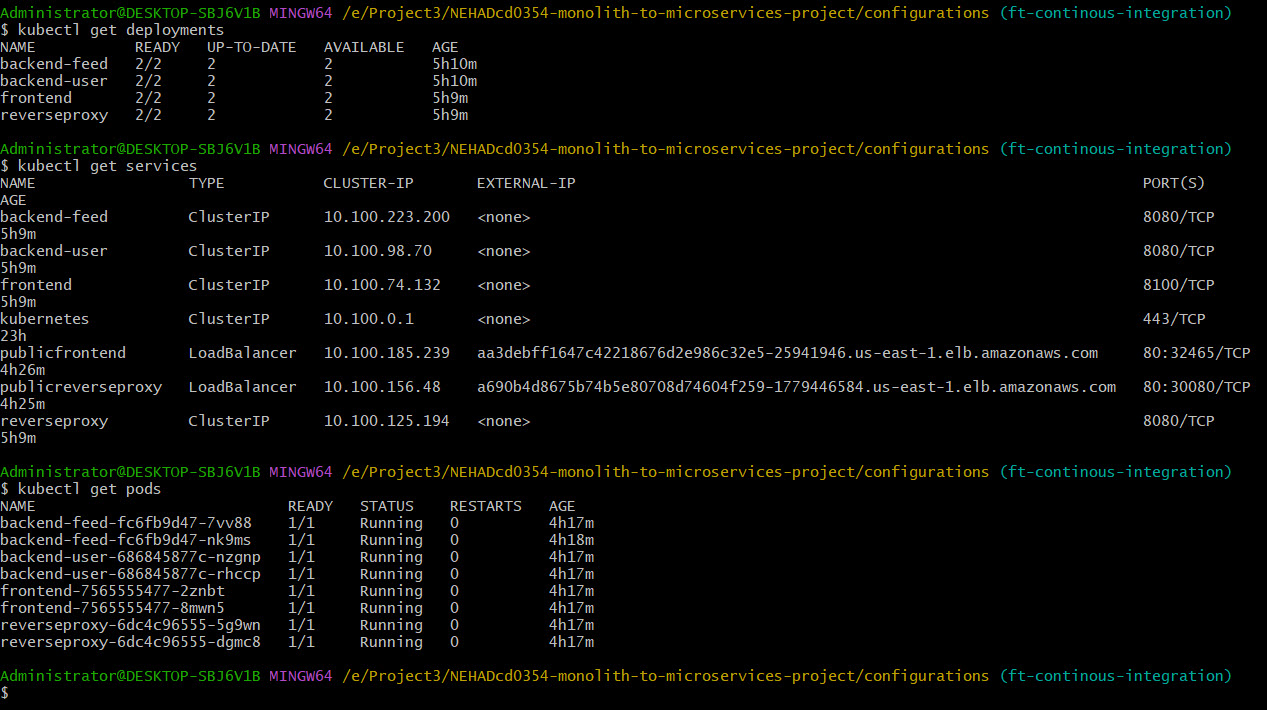 Administrator@DESKTOP-SBJ6V1B MINGW64 /e/Project3/NEHADcd0354-monolith-to-microservices-project/configurations (ft-continous-integration)
$ kubectl get deployments
NAME READY UP-TO-DATE AVAILABLE AGE
backend-feed 2/2 2 2 5h10m
backend-user 2/2 2 2 5h10m
frontend 2/2 2 2 5h9m
reverseproxy 2/2 2 2 5h9m
Administrator@DESKTOP-SBJ6V1B MINGW64 /e/Project3/NEHADcd0354-monolith-to-microservices-project/configurations (ft-continous-integration)
$ kubectl get services
NAME TYPE CLUSTER-IP EXTERNAL-IP PORT(S)
AGE
backend-feed ClusterIP 10.100.223.200 <none> 8080/TCP
5h9m
backend-user ClusterIP 10.100.98.70 <none> 8080/TCP
5h9m
frontend ClusterIP 10.100.74.132 <none> 8100/TCP
5h9m
kubernetes ClusterIP 10.100.0.1 <none> 443/TCP
23h
publicfrontend LoadBalancer 10.100.185.239 aa3debff1647c42218676d2e986c32e5-25941946.us-east-1.elb.amazonaws.com 80:32465/TCP
4h26m
publicreverseproxy LoadBalancer 10.100.156.48 a690b4d8675b74b5e80708d74604f259-1779446584.us-east-1.elb.amazonaws.com 80:30080/TCP
4h25m
reverseproxy ClusterIP 10.100.125.194 <none> 8080/TCP
5h9m
Administrator@DESKTOP-SBJ6V1B MINGW64 /e/Project3/NEHADcd0354-monolith-to-microservices-project/configurations (ft-continous-integration)
$ kubectl get pods
NAME READY STATUS RESTARTS AGE
backend-feed-fc6fb9d47-7vv88 1/1 Running 0 4h17m
backend-feed-fc6fb9d47-nk9ms 1/1 Running 0 4h18m
backend-user-686845877c-nzgnp 1/1 Running 0 4h17m
backend-user-686845877c-rhccp 1/1 Running 0 4h17m
frontend-7565555477-2znbt 1/1 Running 0 4h17m
frontend-7565555477-8mwn5 1/1 Running 0 4h17m
reverseproxy-6dc4c96555-5g9wn 1/1 Running 0 4h17m
reverseproxy-6dc4c96555-dgmc8 1/1 Running 0 4h17m
Administrator@DESKTOP-SBJ6V1B MINGW64 /e/Project3/NEHADcd0354-monolith-to-microservices-project/configurations (ft-continous-integration)
$